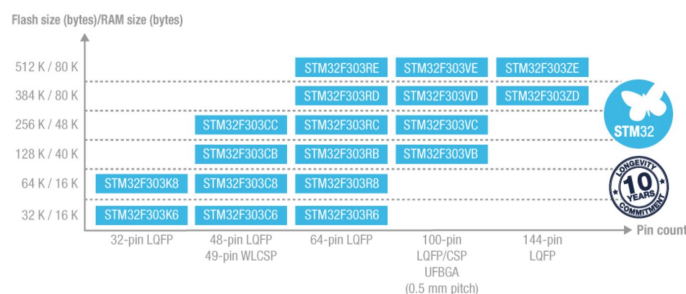 Flash size (bytes)/RAM size (bytes)
512 K / 80 K STM32F303RE STM32F303VE STM32F303ZE
384 K / 80 K STM32F303RD STM32F303VD STM32F303ZD
256 K / 48 K STM32F303CC STM32F303RC STM32F303VC
128 K / 40 K STM32F303CB STM32F303RB STM32F303VB
64 K / 16 K STM32F303K8 STM32F303C8 STM32F303R8
32 K / 16 K STM32F303K6 STM32F303C6 STM32F303R6
STM32
LONGEVITY
10
YEARS
COMMITMENT
Pin count
32-pin LQFP 48-pin LQFP 64-pin LQFP 100-pin 144-pin
49-pin WLCSP LQFP/CSP LQFP
UFBGA
(0.5 mm pitch)